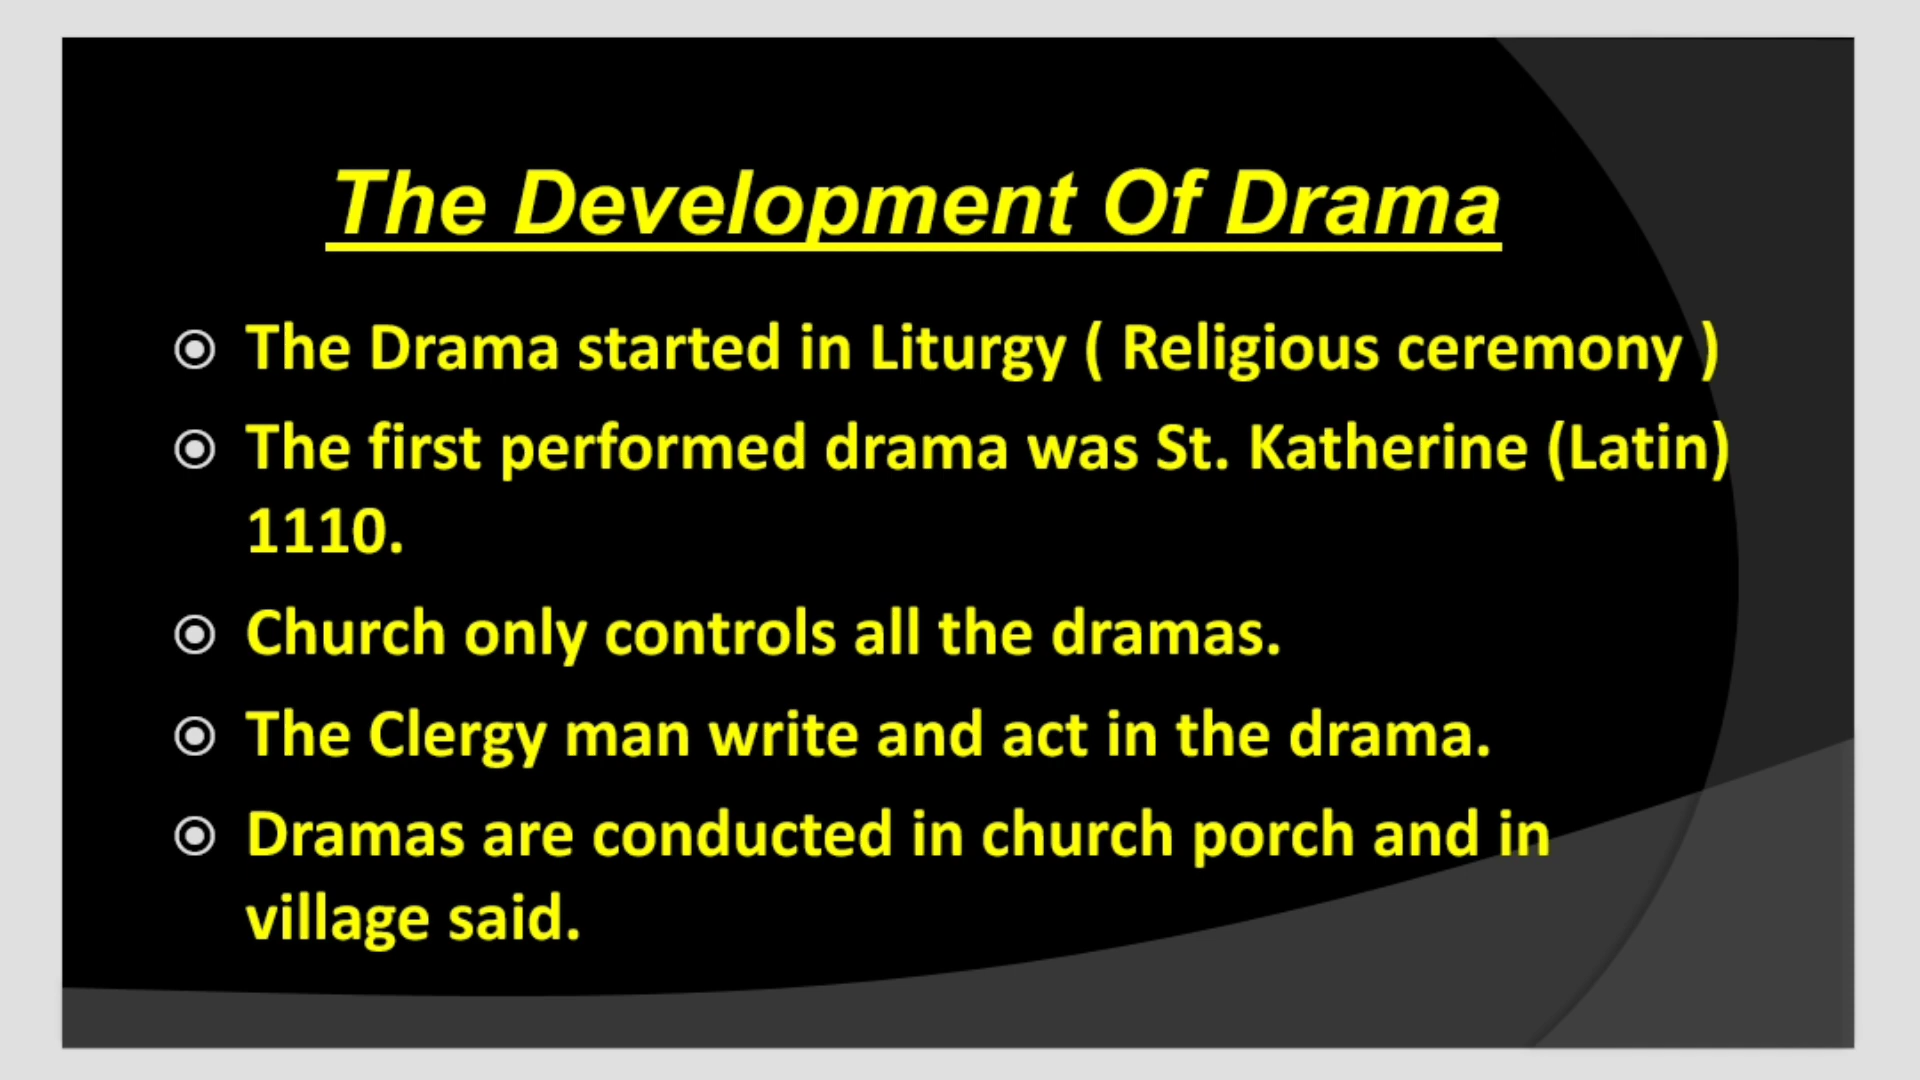 The Development Of Drama
The Drama started in Liturgy ( Religious ceremony )
The first performed drama was St. Katherine (Latin)
1110.
Church only controls all the dramas.
The Clergy man write and act in the drama.
Dramas are conducted in church porch and in
village said.